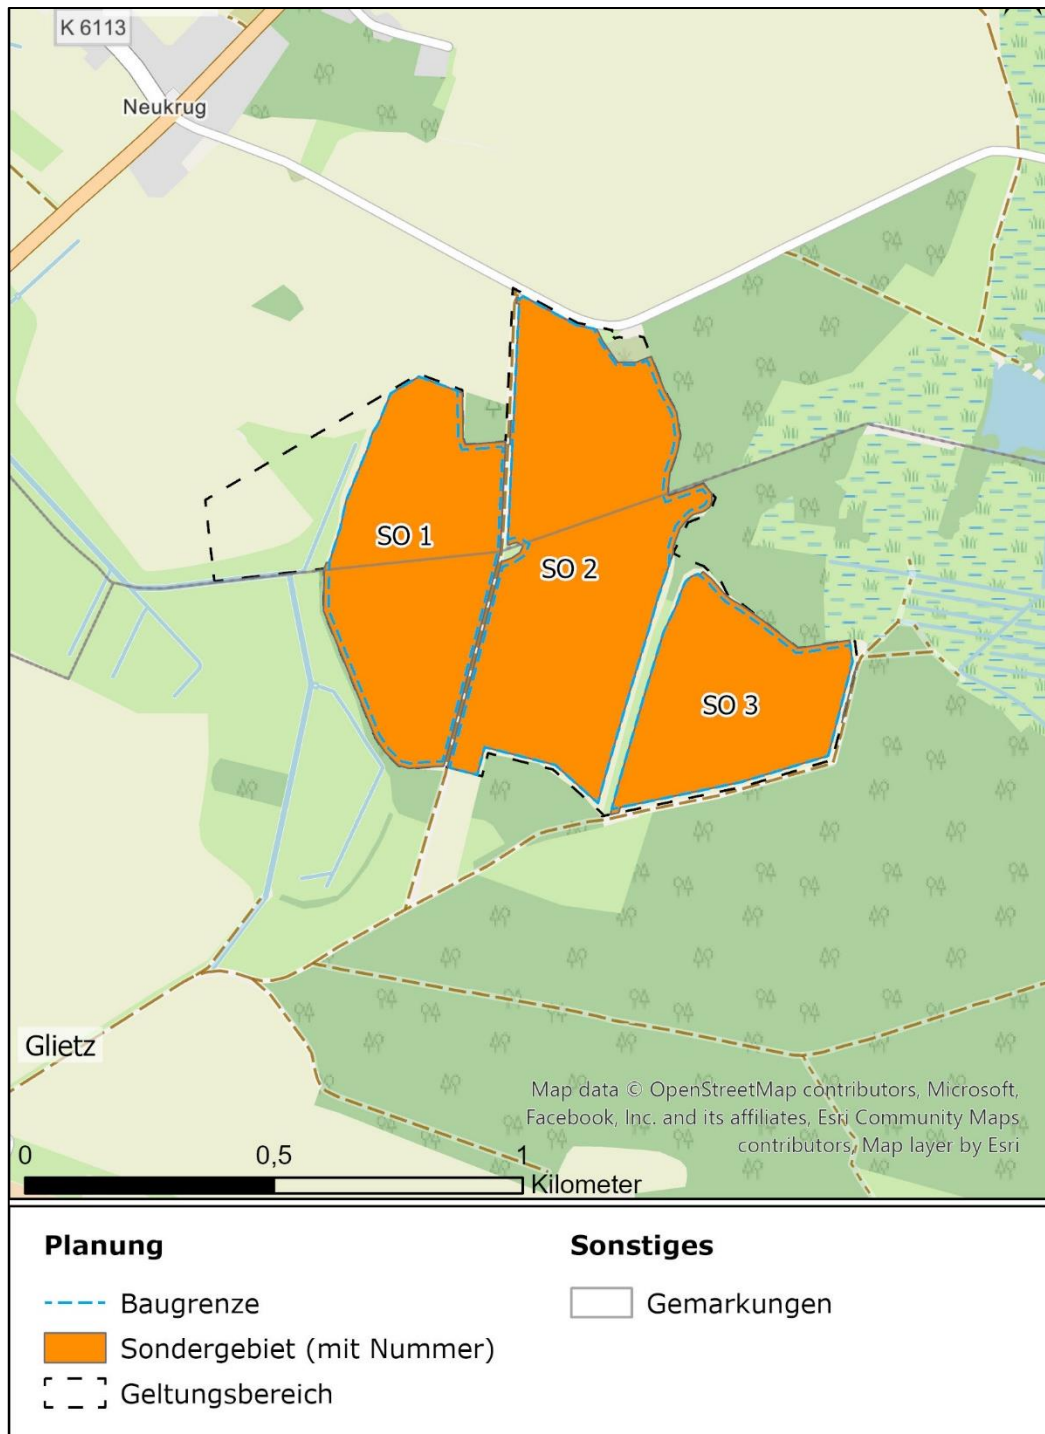 K 6113
Neukrug
SO 1
SO 2
SO 3
Glietz
Map data © OpenStreetMap contributors, Microsoft,
Facebook, Inc. and its affiliates, Esri Community Maps
contributors, Map layer by Esri
0 0,5 1
Kilometer
Planung
Baugrenze
Sondergebiet (mit Nummer)
Geltungsbereich
Sonstiges
Gemarkungen